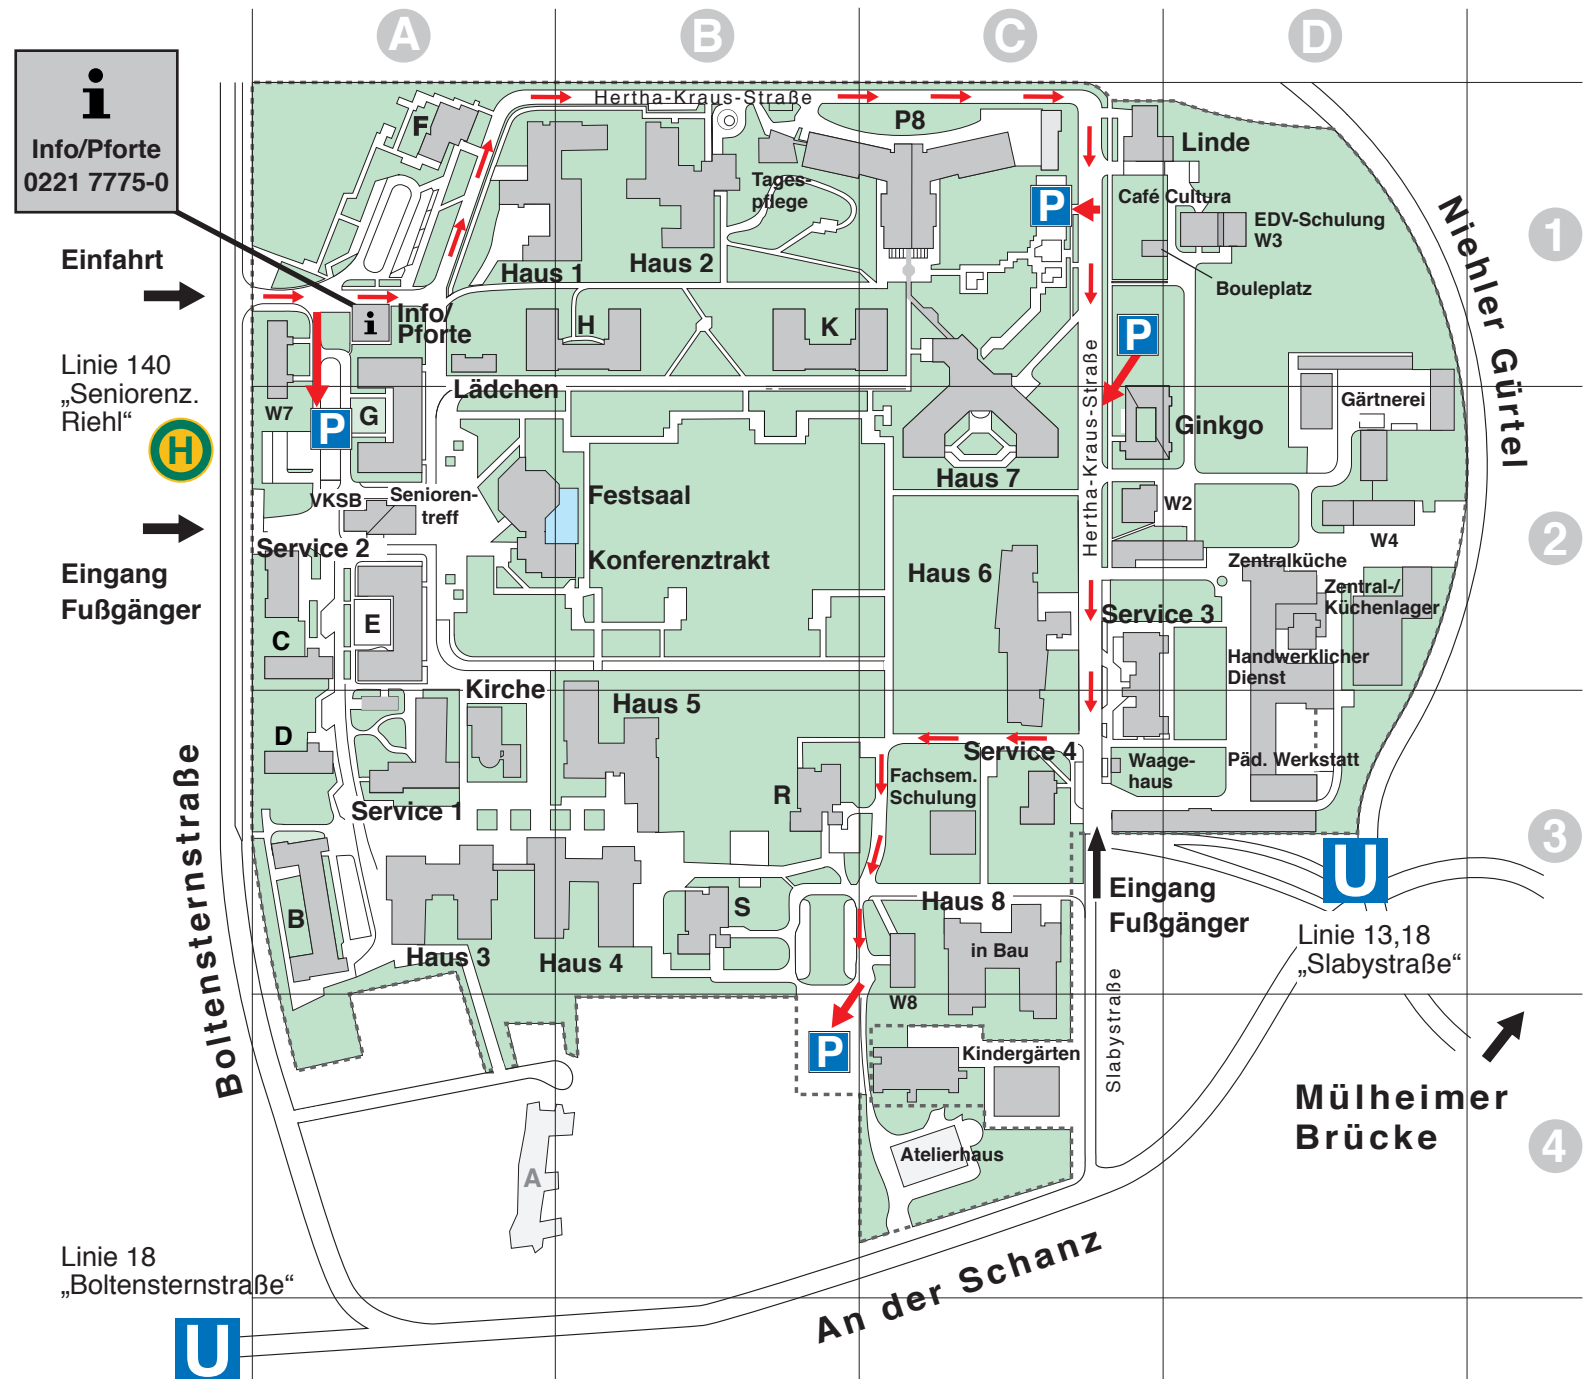 A
B
C
D
i
Info/Pforte
0221 7775-0
Hertha-Kraus-Straße
F
P8
Linde
Tages-
pflege
P
Café Cultura
EDV-Schulung
W3
Niehler Gürtel
1
Einfahrt
Haus 1
Haus 2
Bouleplatz
i
Info/
Pforte
H
K
P
Linie 140
„Seniorenz.
Riehl“
H
Lädchen
W7
P
G
Hertha-Kraus-Straße
Gärtnerei
Ginkgo
Haus 7
VKSB
Senioren-
treff
Festsaal
W2
W4
2
Service 2
Konferenztrakt
Haus 6
Zentralküche
Zentral-/
Küchenlager
Eingang
Fußgänger
E
C
Service 3
Handwerklicher
Dienst
Kirche
Haus 5
D
Service 4
Waage-
haus
Päd. Werkstatt
Fachsem.
Schulung
R
Service 1
Boltensternstraße
3
U
B
S
Haus 8
in Bau
Eingang
Fußgänger
Haus 3
Haus 4
Linie 13,18
„Slabystraße“
W8
Slabystraße
P
Kindergärten
Mülheimer
Brücke
4
Atelierhaus
A
An der Schanz
Linie 18
„Boltensternstraße“
U